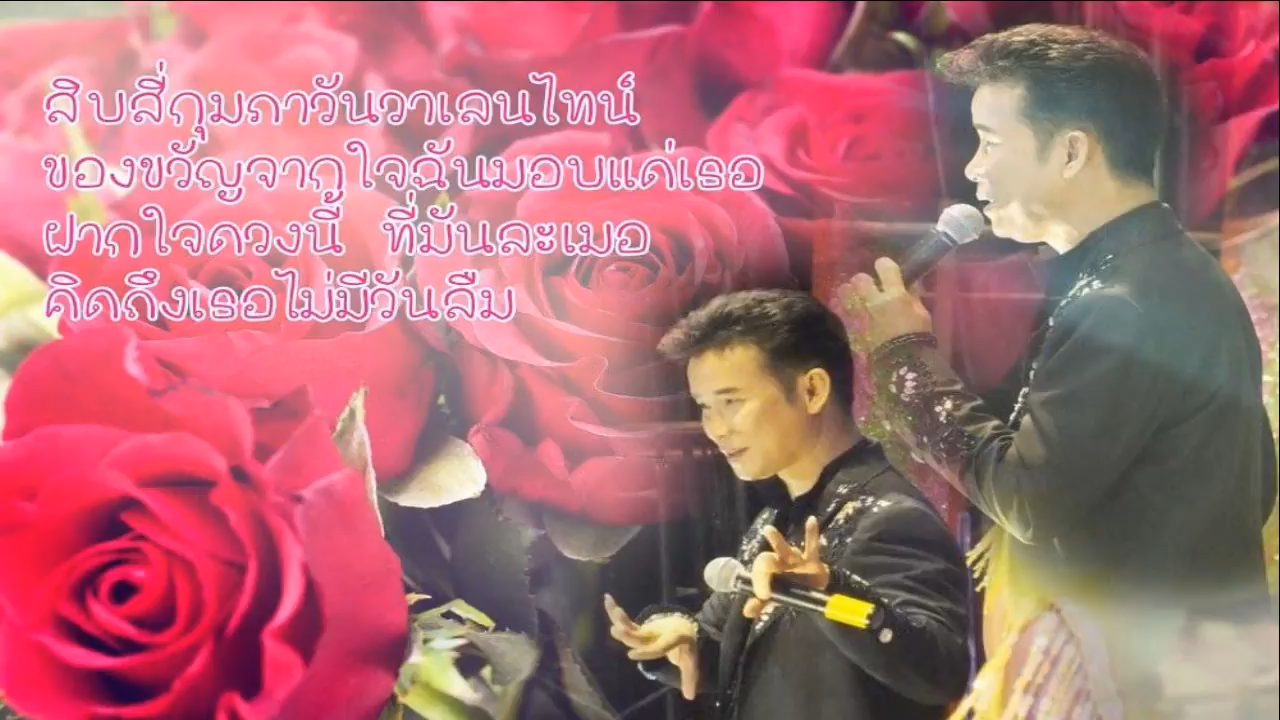 สิบสี่กุมภาวันวาเลนไทน์
ของขวัญจากใจฉันมอบแด่เธอ
ฝากใจดวงนี้ ที่มันละเมอ
คิดถึงเธอไม่มีวันลืม